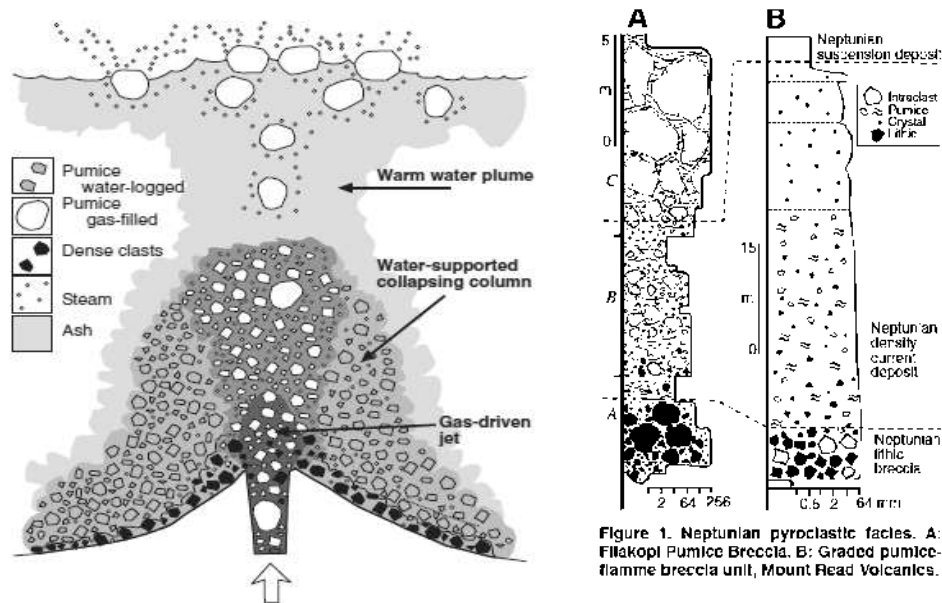 Pumice
water-logged
Pumice
gas-filled
Dense clasts
Steam
Ash
Warm water plume
Water-supported
collapsing column
Gas-driven
jet
A
5
m
0
C
B
A
2 64 256
B
Neptunian
suspension deposit
Intraclast
Pumice
Crystal
Lithic
15
m
0
Neptunian
density
current
deposit
Neptunian
lithic
breccia
0.5 2 64 mm
Figure 1. Neptunian pyroclastic facies. A:
Filakopi Pumice Breccia. B: Graded pumice-
fiamme breccia unit, Mount Read Volcanics.